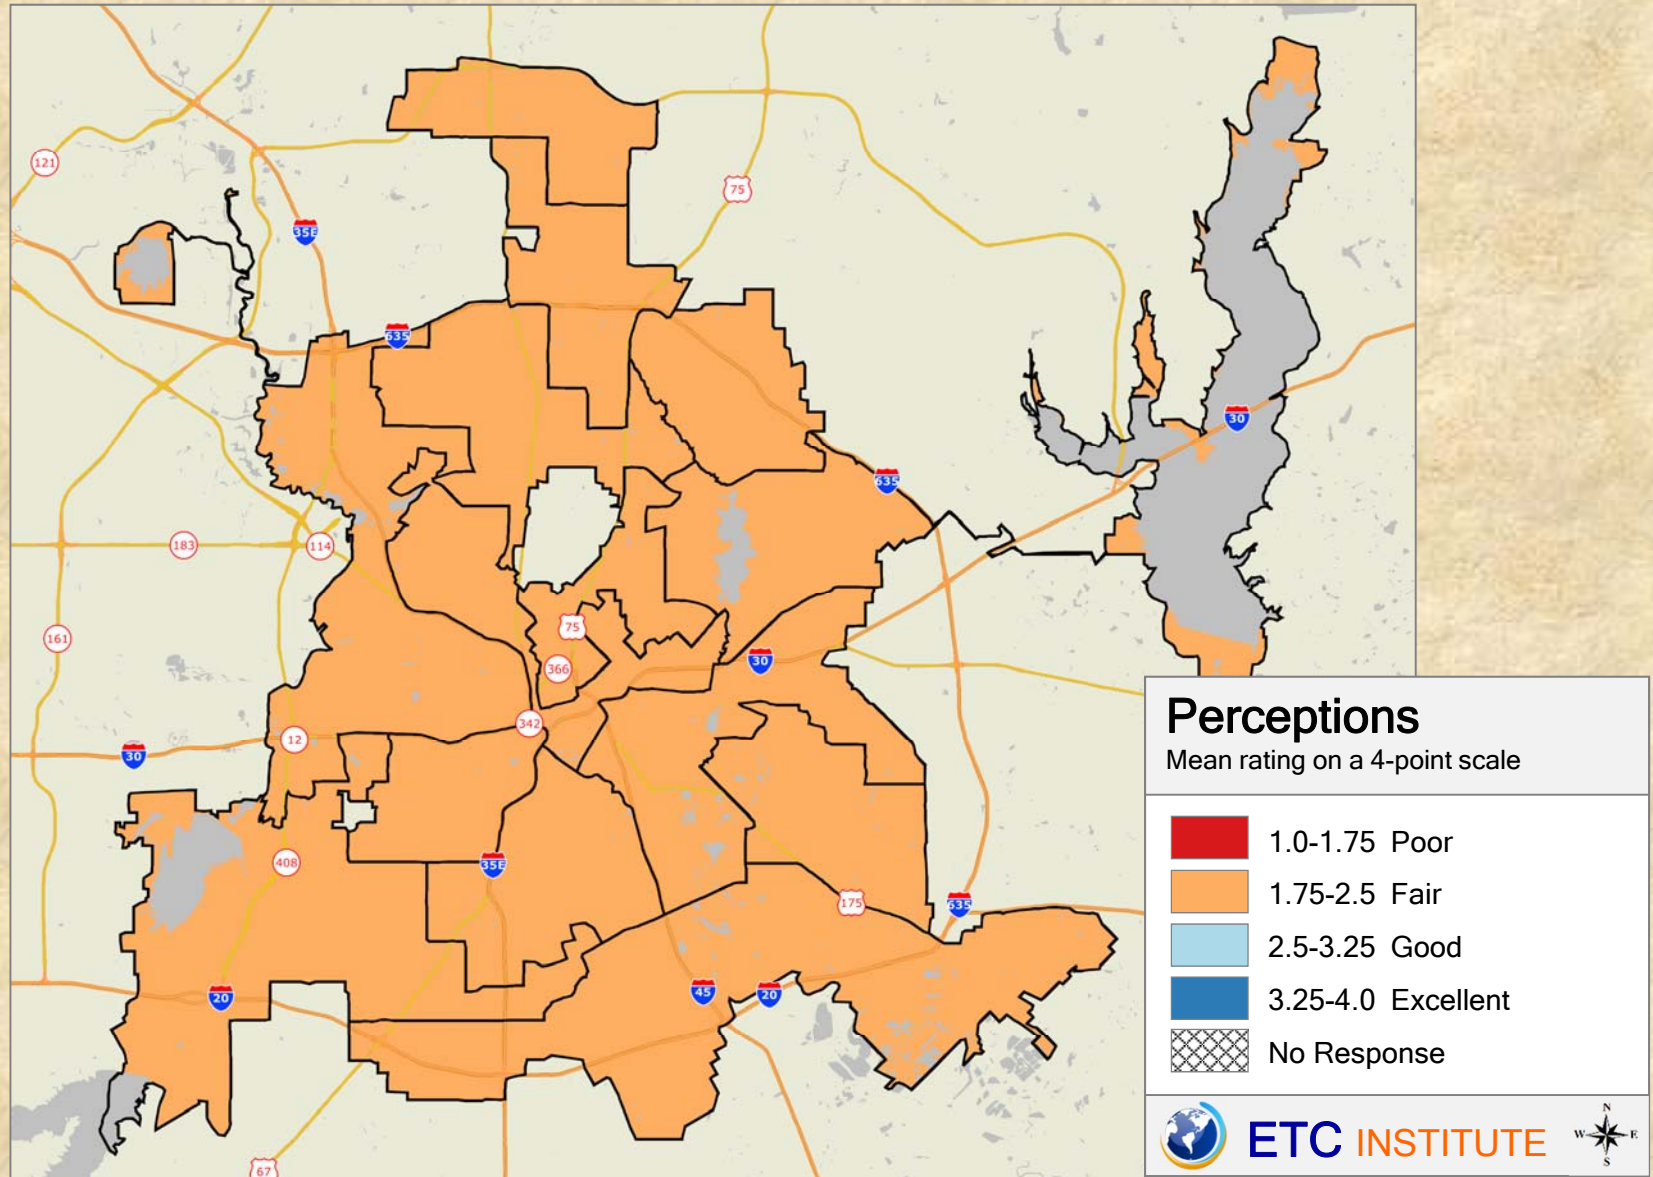 121
75
35E
635
30
635
183
114
161
75
366
30
342
12
30
408
35E
175
635
20
45
20
67
Perceptions
Mean rating on a 4-point scale
1.0-1.75 Poor
1.75-2.5 Fair
2.5-3.25 Good
3.25-4.0 Excellent
No Response
ETC INSTITUTE
N
W E
S